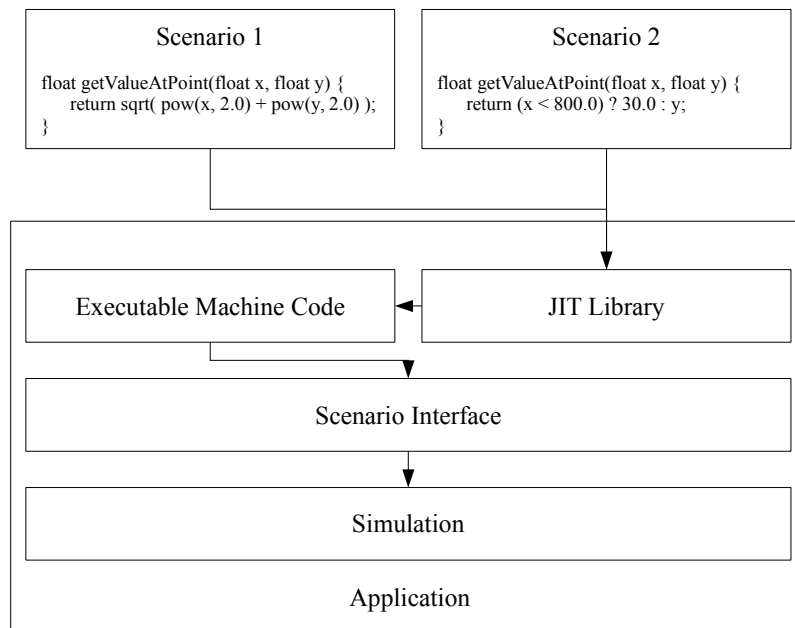 Scenario 1
float getValueAtPoint(float x, float y) {
return sqrt( pow(x, 2.0) + pow(y, 2.0) );
}
Scenario 2
float getValueAtPoint(float x, float y) {
return (x < 800.0) ? 30.0 : y;
}
Executable Machine Code
JIT Library
Scenario Interface
Simulation
Application